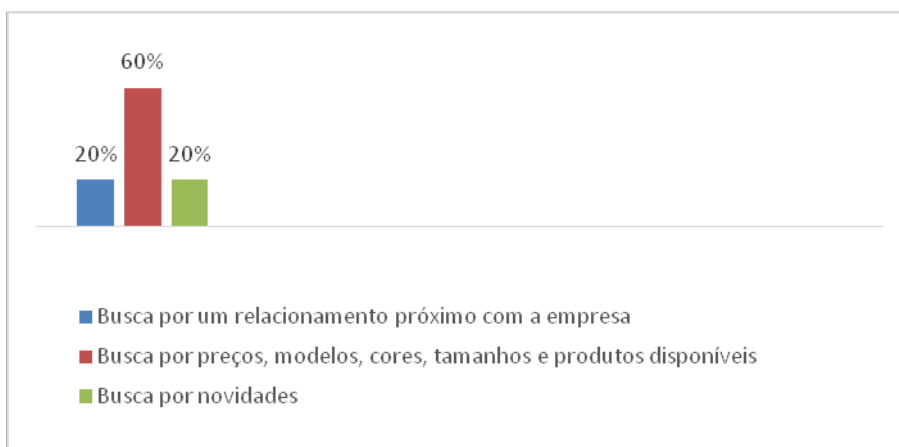 60%
20%
20%
Busca por um relacionamento próximo com a empresa
Busca por preços, modelos, cores, tamanhos e produtos disponíveis
Busca por novidades